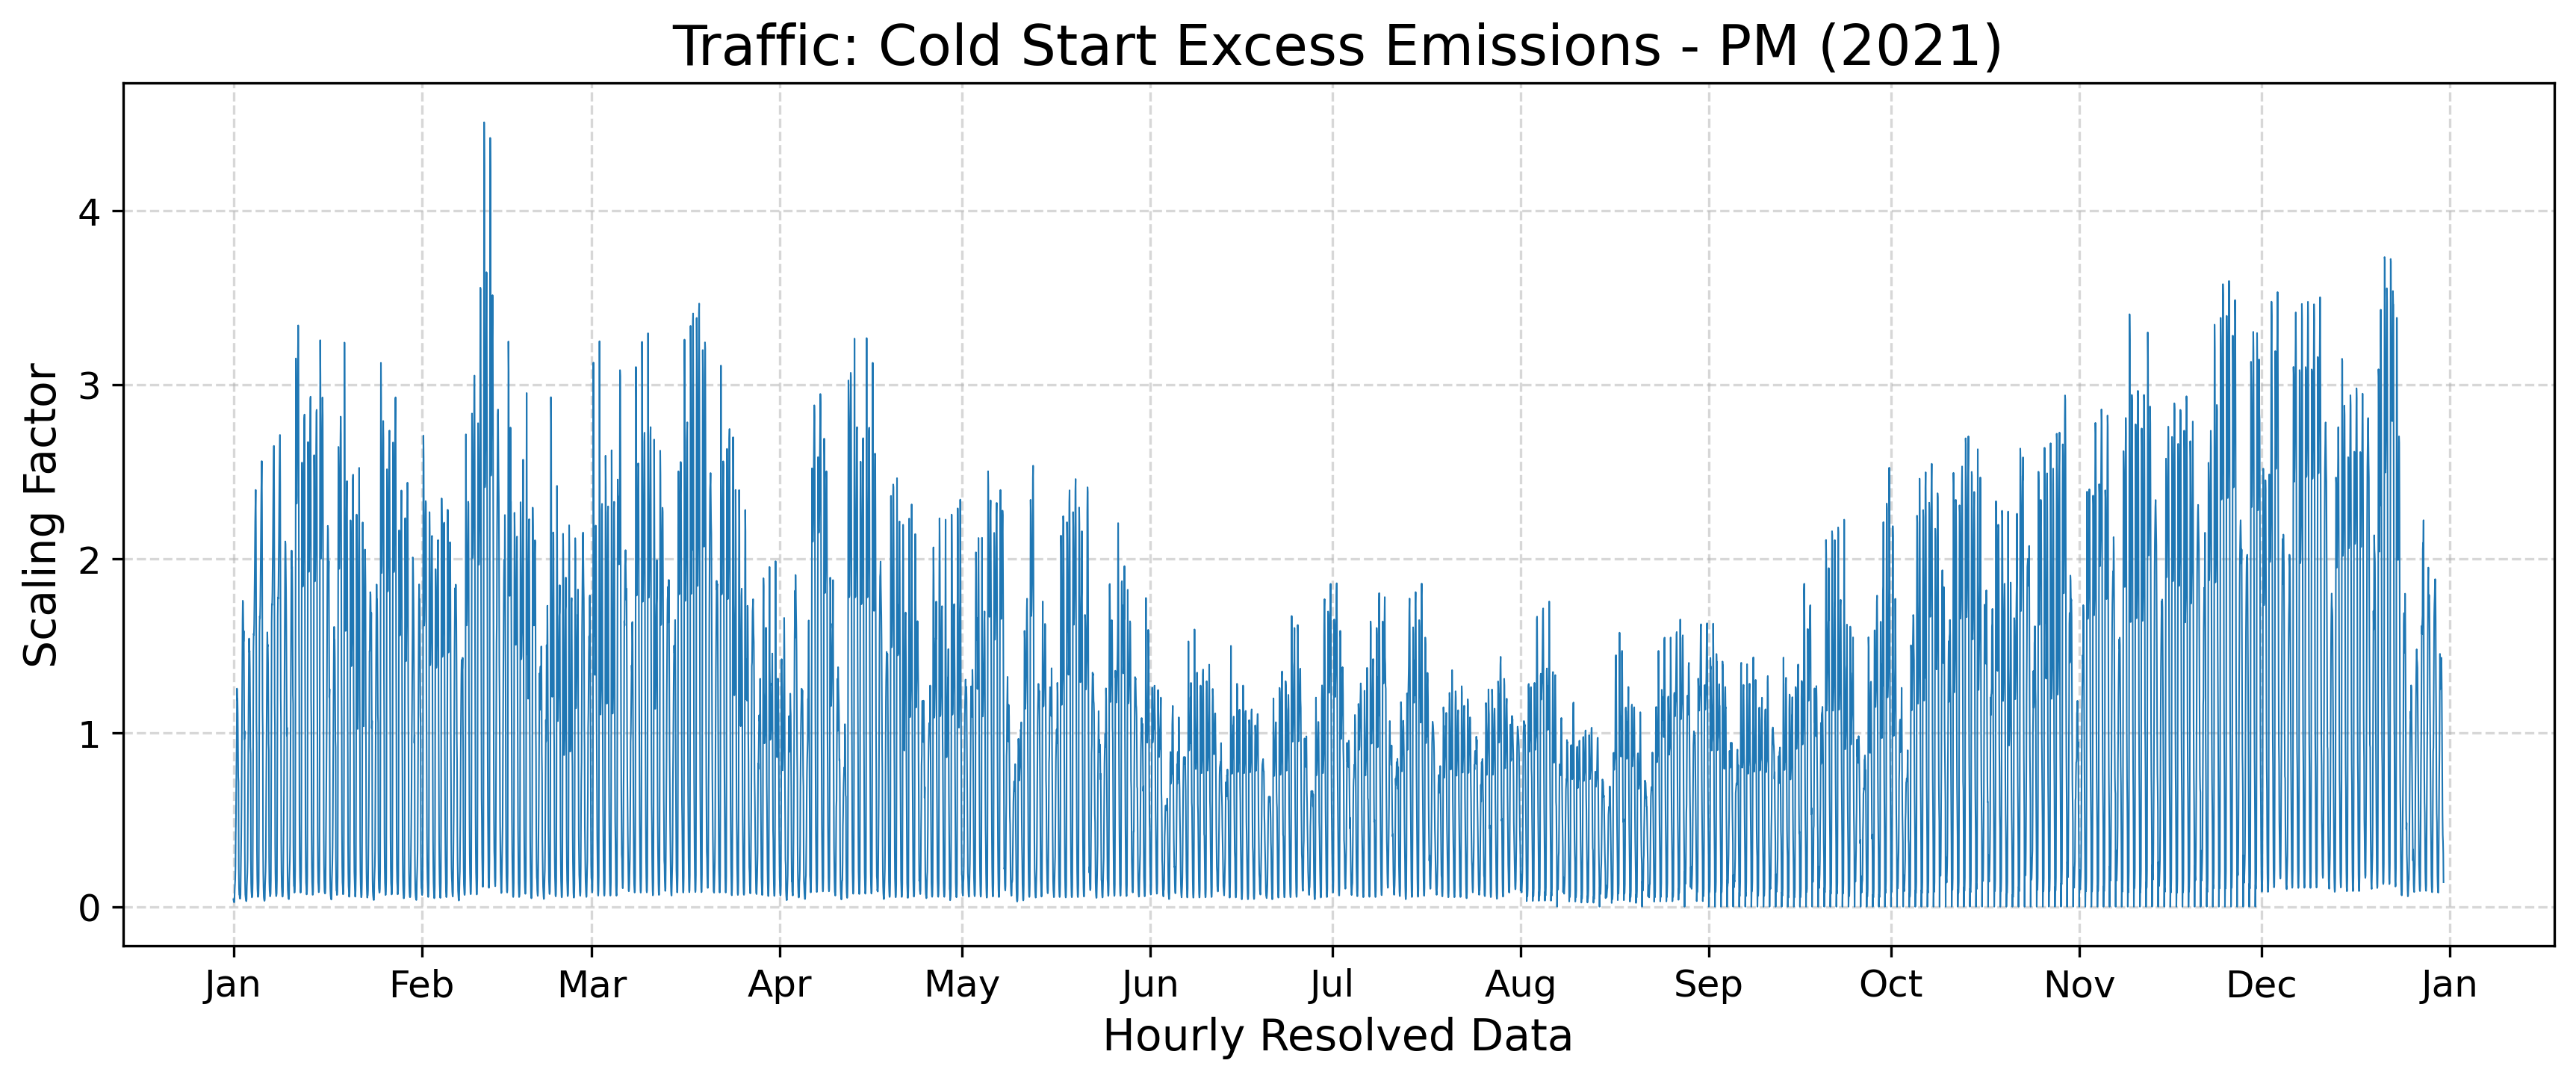 Traffic: Cold Start Excess Emissions - PM (2021)
Scaling Factor
4
3
2
1
0
Jan Feb Mar Apr May Jun Jul Aug Sep Oct Nov Dec Jan
Hourly Resolved Data